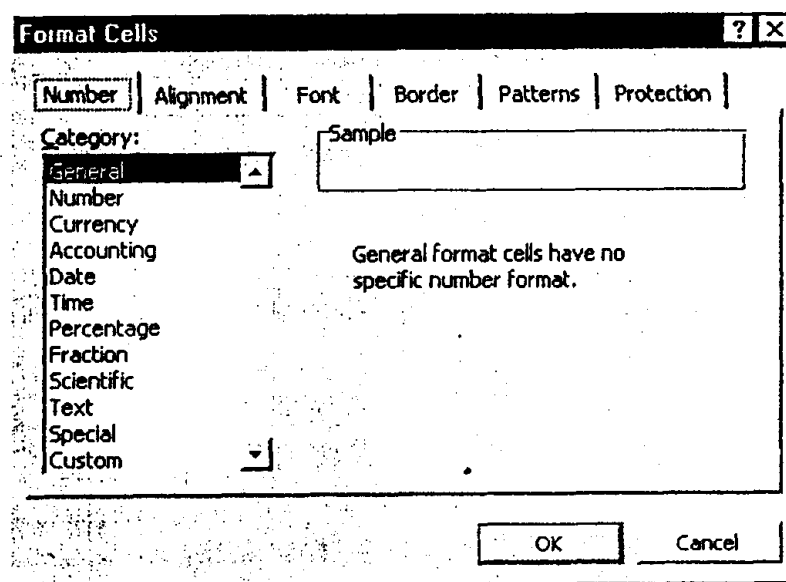 Format Cells ? ×
Number Alignment Font Border Patterns Protection
Category:
Sample
General
Number
Currency
Accounting
Date
Time
Percentage
Fraction
Scientific
Text
Special
Custom
General format cells have no
specific number format.
OK Cancel